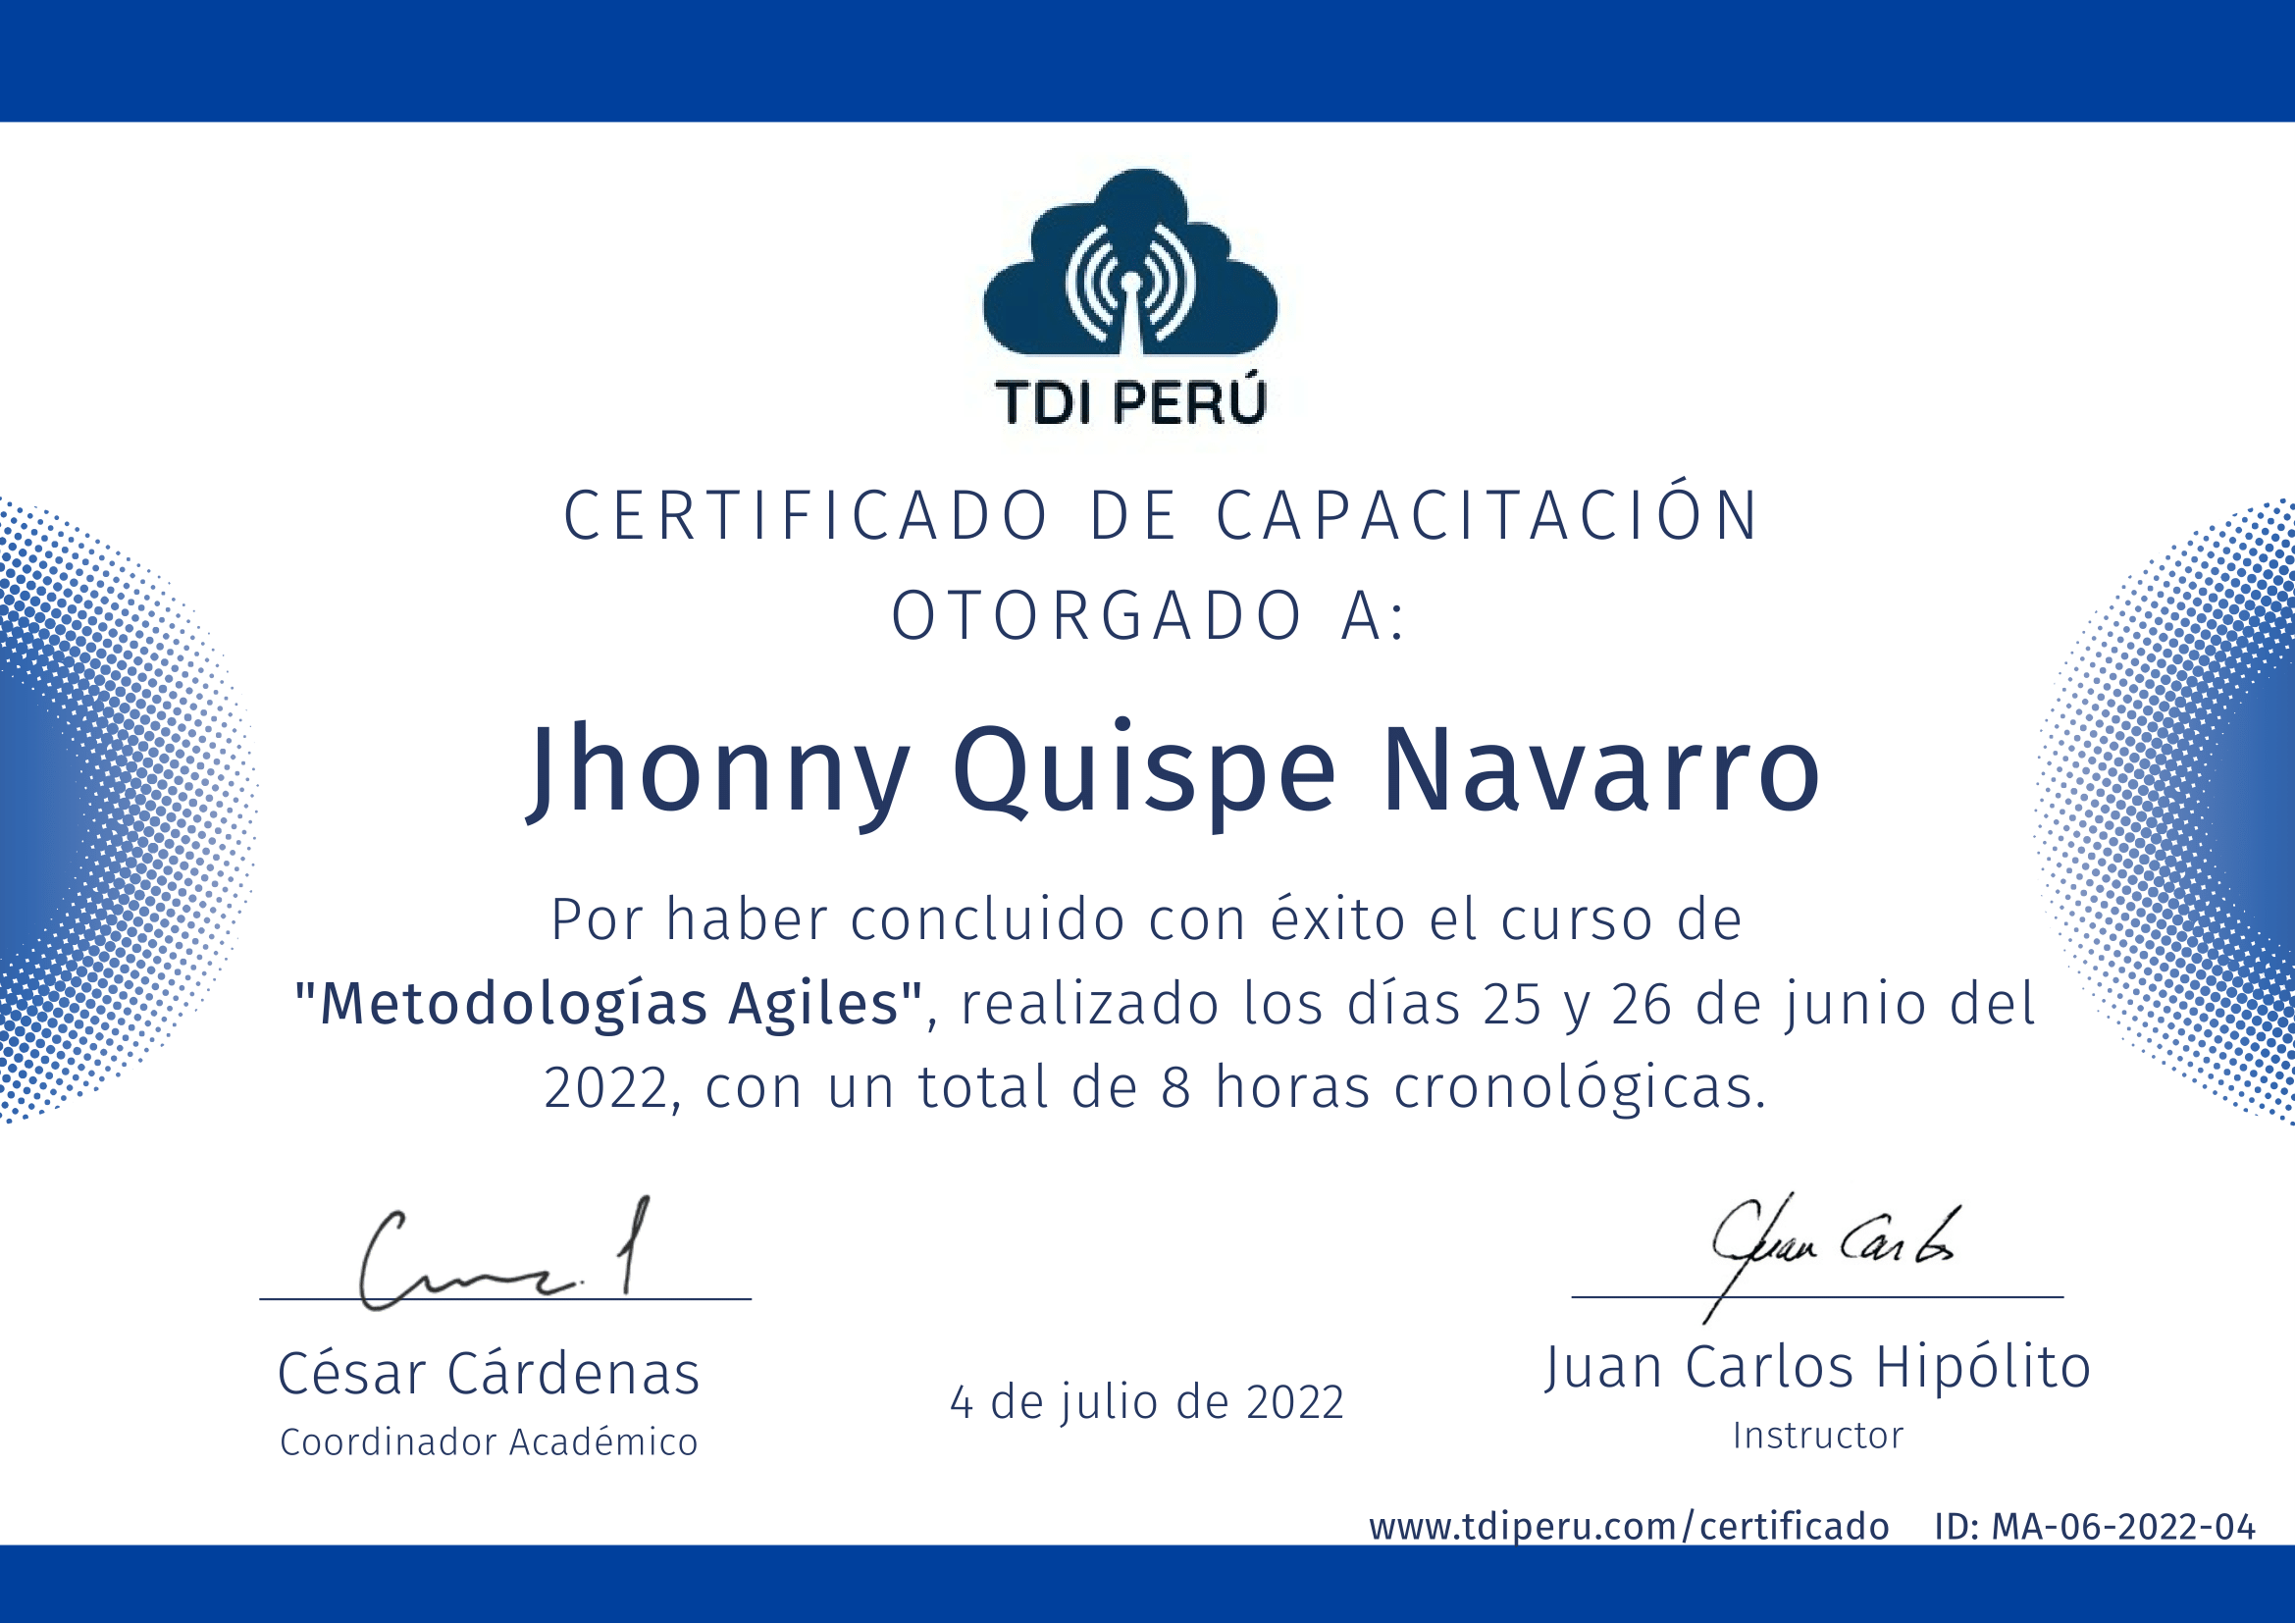 TDI PERÚ
CERTIFICADO DE CAPACITACIÓN
OTORGADO A:
Jhonny Quispe Navarro
Por haber concluido con éxito el curso de
"Metodologías Agiles", realizado los días 25 y 26 de junio del
2022, con un total de 8 horas cronológicas.
Juan Carlos
César Cárdenas
Coordinador Académico
4 de julio de 2022
Juan Carlos Hipólito
Instructor
www.tdiperu.com/certificado ID: MA-06-2022-04